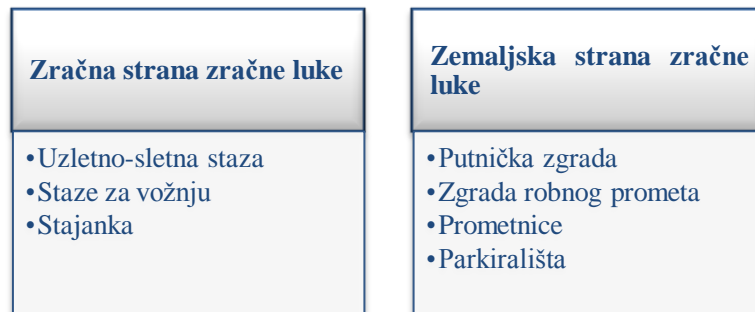 Zračna strana zračne luke
•Uzletno-sletna staza
•Staze za vožnju
•Stajanka
Zemaljska strana zračne
luke
•Putnička zgrada
•Zgrada robnog prometa
•Prometnice
•Parkirališta